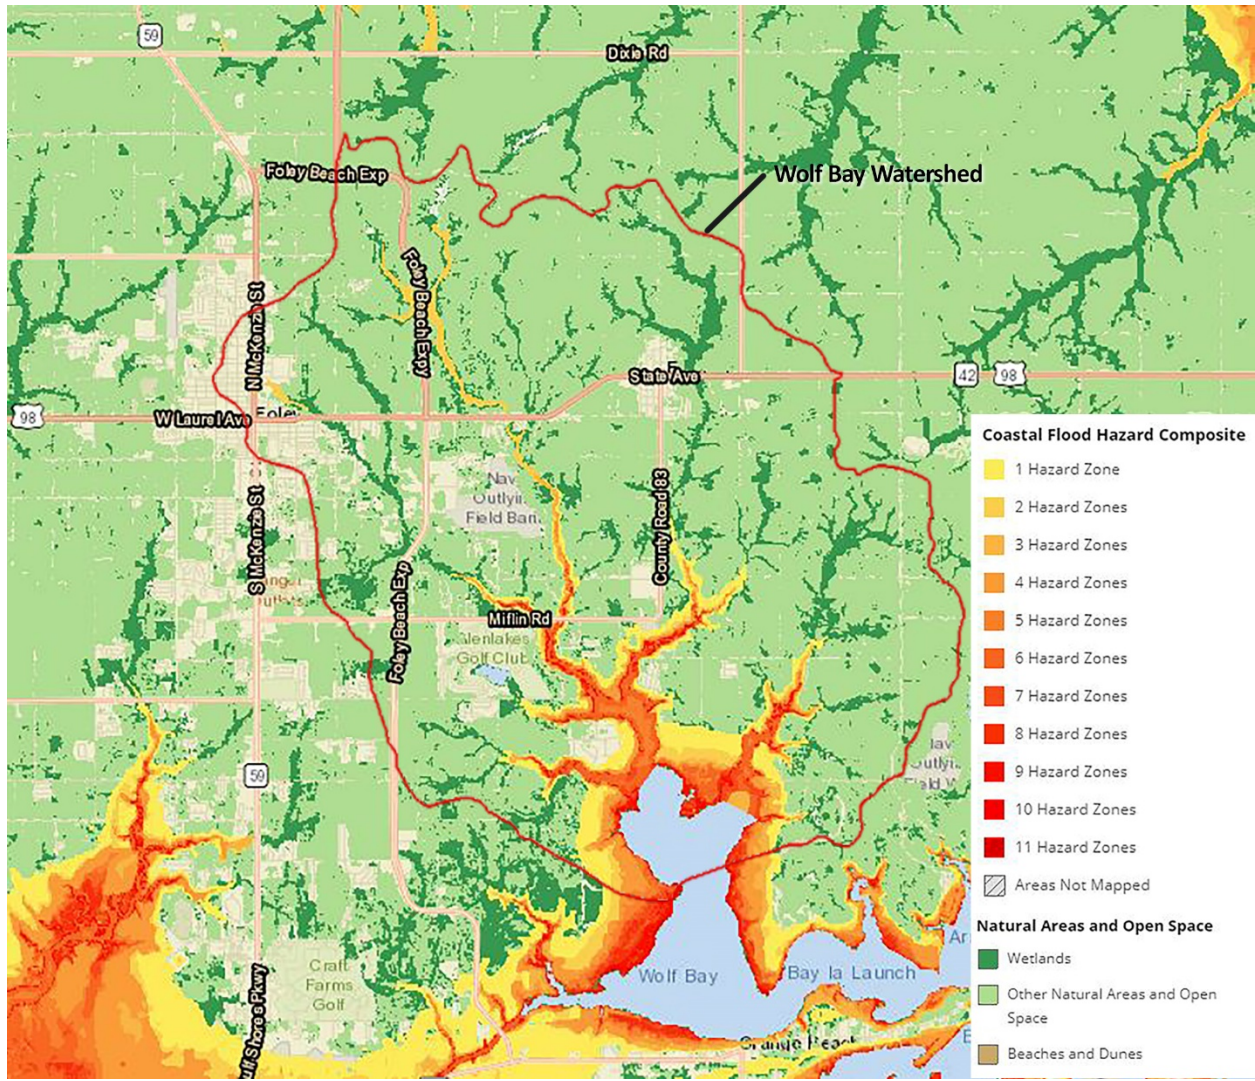 59
Dixie Rd
Wolf Bay Watershed
Foley Beach Exp
Foley Beach Expy
N McKenzie St
State Ave
42
98
98
W Laurel Ave
Foley
Outlyin
Field Barn
County Road 83
S McKenzie St
Foley Beach Exp
Miflin Rd
Glenlakes
Golf Club
59
Craft
Farms
Golf
Wolf Bay
Bay la Launch
Orange Beach
Coastal Flood Hazard Composite
1 Hazard Zone
2 Hazard Zones
3 Hazard Zones
4 Hazard Zones
5 Hazard Zones
6 Hazard Zones
7 Hazard Zones
8 Hazard Zones
9 Hazard Zones
10 Hazard Zones
11 Hazard Zones
Areas Not Mapped
Natural Areas and Open Space
Wetlands
Other Natural Areas and Open
Space
Beaches and Dunes